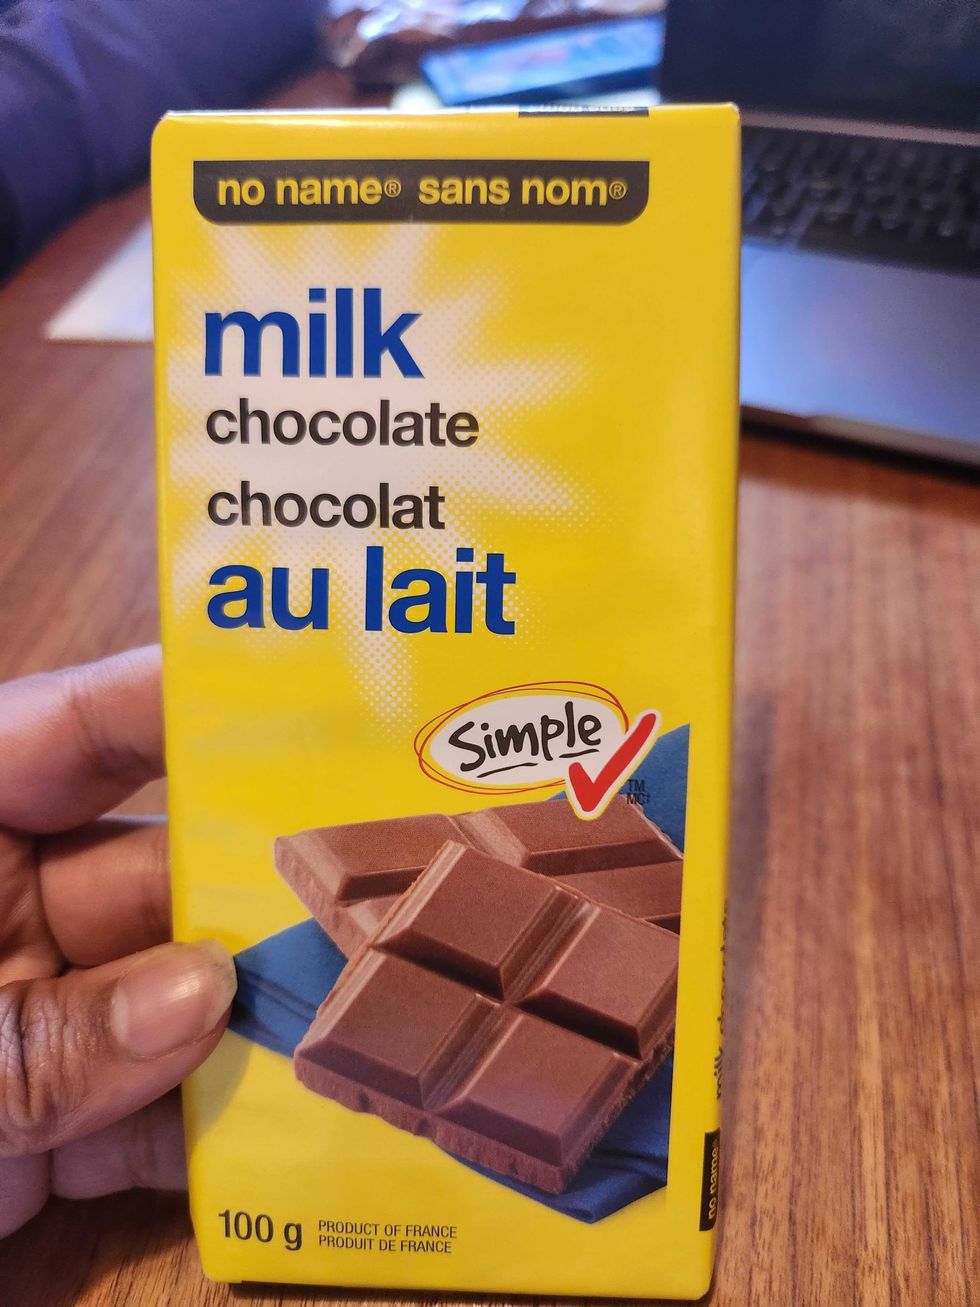 no name® sans nom®
milk
chocolate
chocolat
au lait
Simple
TM
MC†
100 g
PRODUCT OF FRANCE
PRODUIT DE FRANCE
milk chocolate
no name®